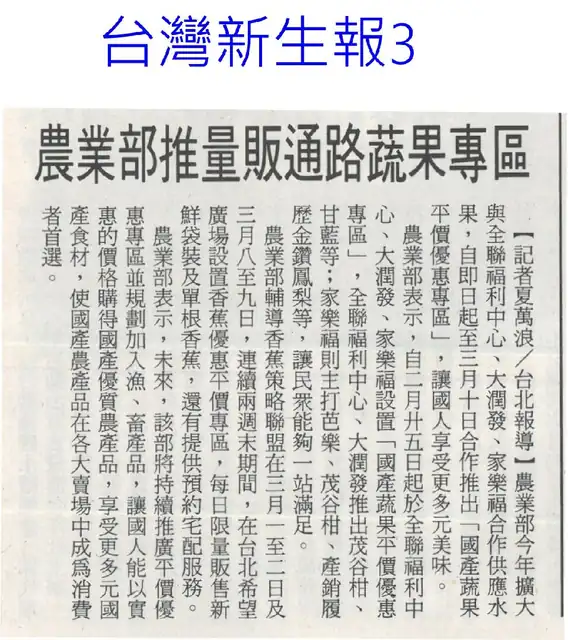 台灣新生報3
農業部推量販通路蔬果專區
【記者夏萬浪／台北報導】農業部今年擴大
與全聯福利中心、大潤發、家樂福合作供應水
果，自即日起至三月十日合作推出「國產蔬果
平價優惠專區」，讓國人享受更多元美味。
農業部表示，自二月廿五日起於全聯福利中
心、大潤發、家樂福設置「國產蔬果平價優惠
專區」，全聯福利中心、大潤發推出茂谷柑、
甘藍等；家樂福則主打芭樂、茂谷柑、產銷履
歷金鑽鳳梨等，讓民眾能夠一站滿足。
農業部輔導香蕉策略聯盟在三月一至二日及
三月八至九日，連續兩週末期間，在台北希望
廣場設置香蕉優惠平價專區，每日限量販售新
鮮袋裝及單根香蕉，還有提供預約宅配服務。
農業部表示，未來，該部將持續推廣平價優
惠專區並規劃加入漁、畜產品，讓國人能以實
惠的價格購得國產優質農產品，享受更多元國
產食材，使國產農產品在各大賣場中成為消費
者首選。